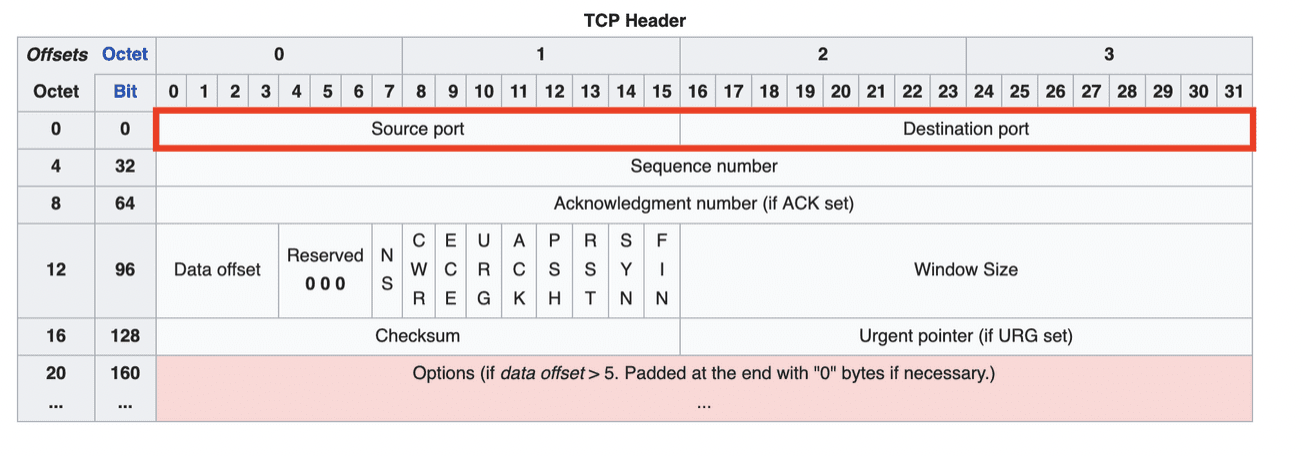 TCP Header
Offsets Octet 0 1 2 3
Octet Bit 0 1 2 3 4 5 6 7 8 9 10 11 12 13 14 15 16 17 18 19 20 21 22 23 24 25 26 27 28 29 30 31
0 0 Source port Destination port
4 32 Sequence number
8 64 Acknowledgment number (if ACK set)
12 96 Data offset Reserved 0 0 0 NS CWR ECE URG ACK PSH RST SYN FIN Window Size
16 128 Checksum Urgent pointer (if URG set)
20 160 Options (if data offset > 5. Padded at the end with "0" bytes if necessary.)
... ... ...